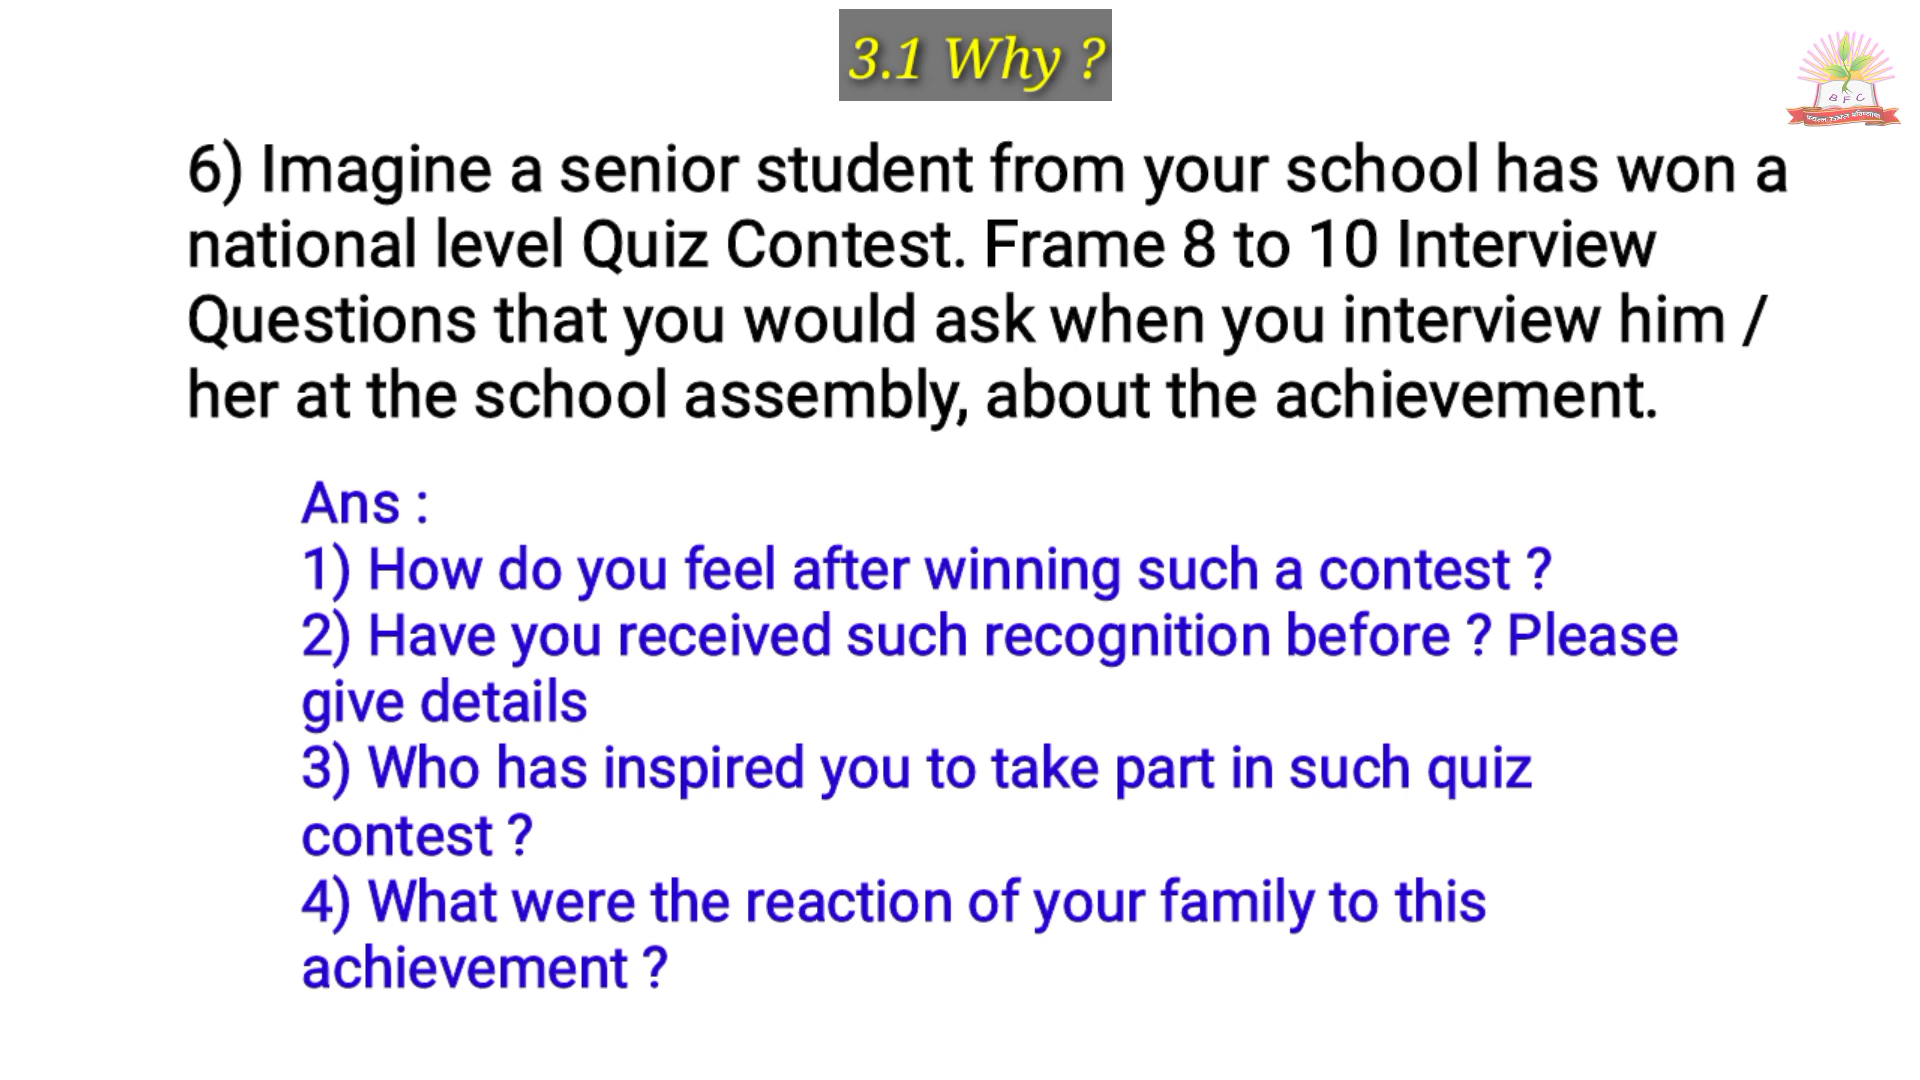 3.1 Why ?
B F C
6) Imagine a senior student from your school has won a
national level Quiz Contest. Frame 8 to 10 Interview
Questions that you would ask when you interview him /
her at the school assembly, about the achievement.
Ans :
1) How do you feel after winning such a contest ?
2) Have you received such recognition before ? Please
give details
3) Who has inspired you to take part in such quiz
contest ?
4) What were the reaction of your family to this
achievement ?